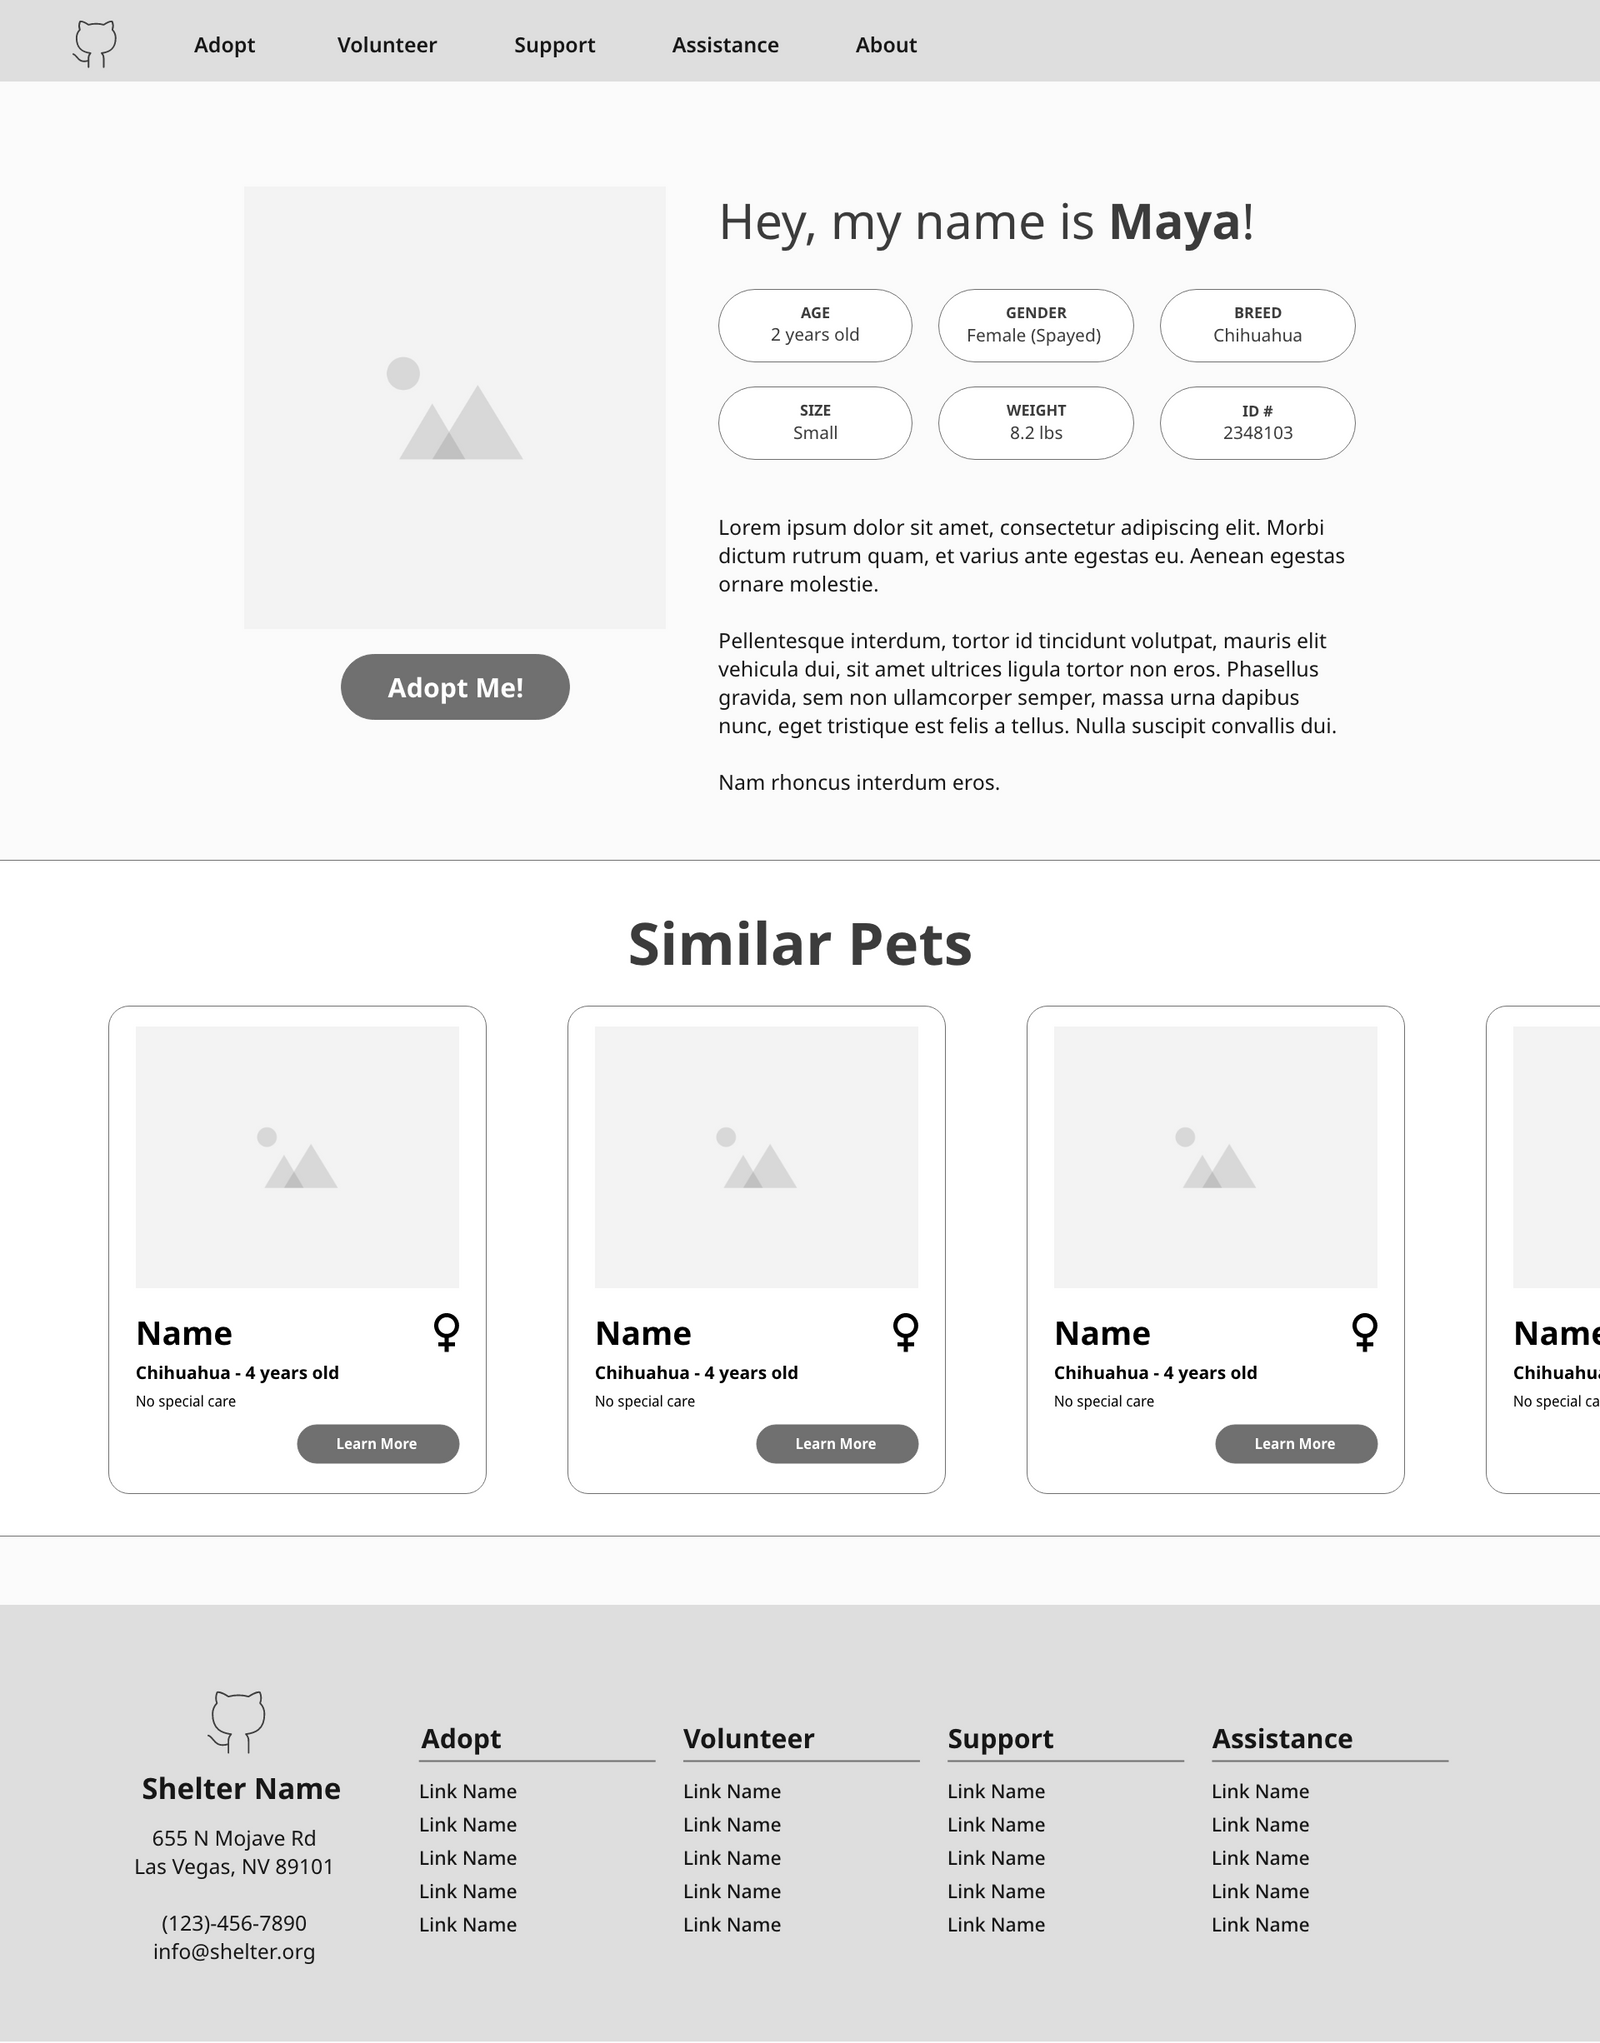 Adopt Volunteer Support Assistance About
Hey, my name is Maya!
AGE
2 years old
GENDER
Female (Spayed)
BREED
Chihuahua
SIZE
Small
WEIGHT
8.2 lbs
ID #
2348103
Lorem ipsum dolor sit amet, consectetur adipiscing elit. Morbi
dictum rutrum quam, et varius ante egestas eu. Aenean egestas
ornare molestie.
Pellentesque interdum, tortor id tincidunt volutpat, mauris elit
vehicula dui, sit amet ultrices ligula tortor non eros. Phasellus
gravida, sem non ullamcorper semper, massa urna dapibus
nunc, eget tristique est felis a tellus. Nulla suscipit convallis dui.
Nam rhoncus interdum eros.
Adopt Me!
Similar Pets
Name
Chihuahua - 4 years old
No special care
Learn More
Name
Chihuahua - 4 years old
No special care
Learn More
Name
Chihuahua - 4 years old
No special care
Learn More
Name
Chihuahua
No special ca
Shelter Name
655 N Mojave Rd
Las Vegas, NV 89101
(123)-456-7890
info@shelter.org
Adopt
Link Name
Link Name
Link Name
Link Name
Link Name
Volunteer
Link Name
Link Name
Link Name
Link Name
Link Name
Support
Link Name
Link Name
Link Name
Link Name
Link Name
Assistance
Link Name
Link Name
Link Name
Link Name
Link Name